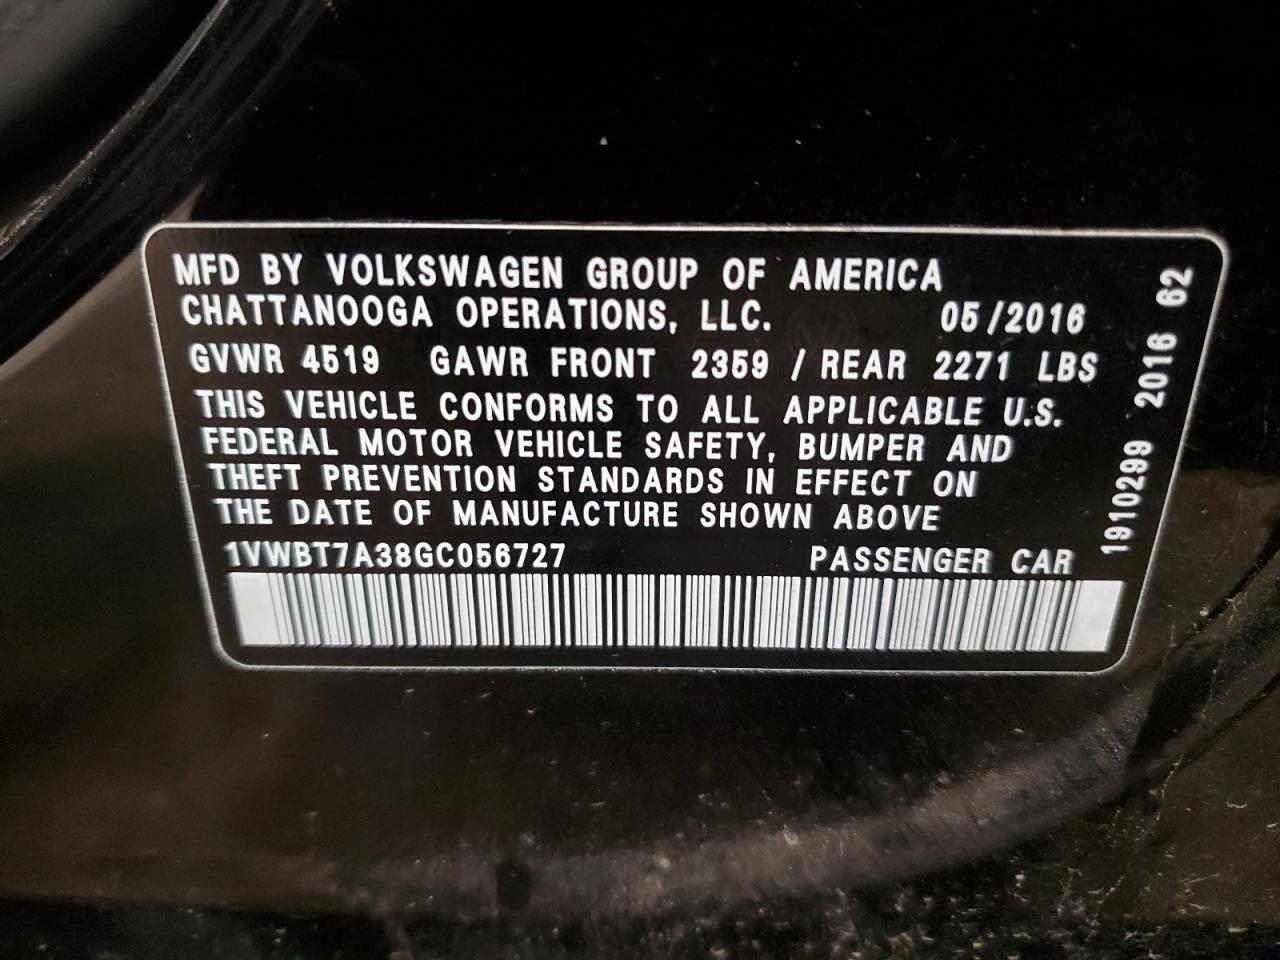 MFD BY VOLKSWAGEN GROUP OF AMERICA
CHATTANOOGA OPERATIONS, LLC. 05/2016
GVWR 4519 GAWR FRONT 2359 / REAR 2271 LBS
THIS VEHICLE CONFORMS TO ALL APPLICABLE U.S.
FEDERAL MOTOR VEHICLE SAFETY, BUMPER AND
THEFT PREVENTION STANDARDS IN EFFECT ON
THE DATE OF MANUFACTURE SHOWN ABOVE
1VWBT7A38GC056727 PASSENGER CAR
1910299 2016 62